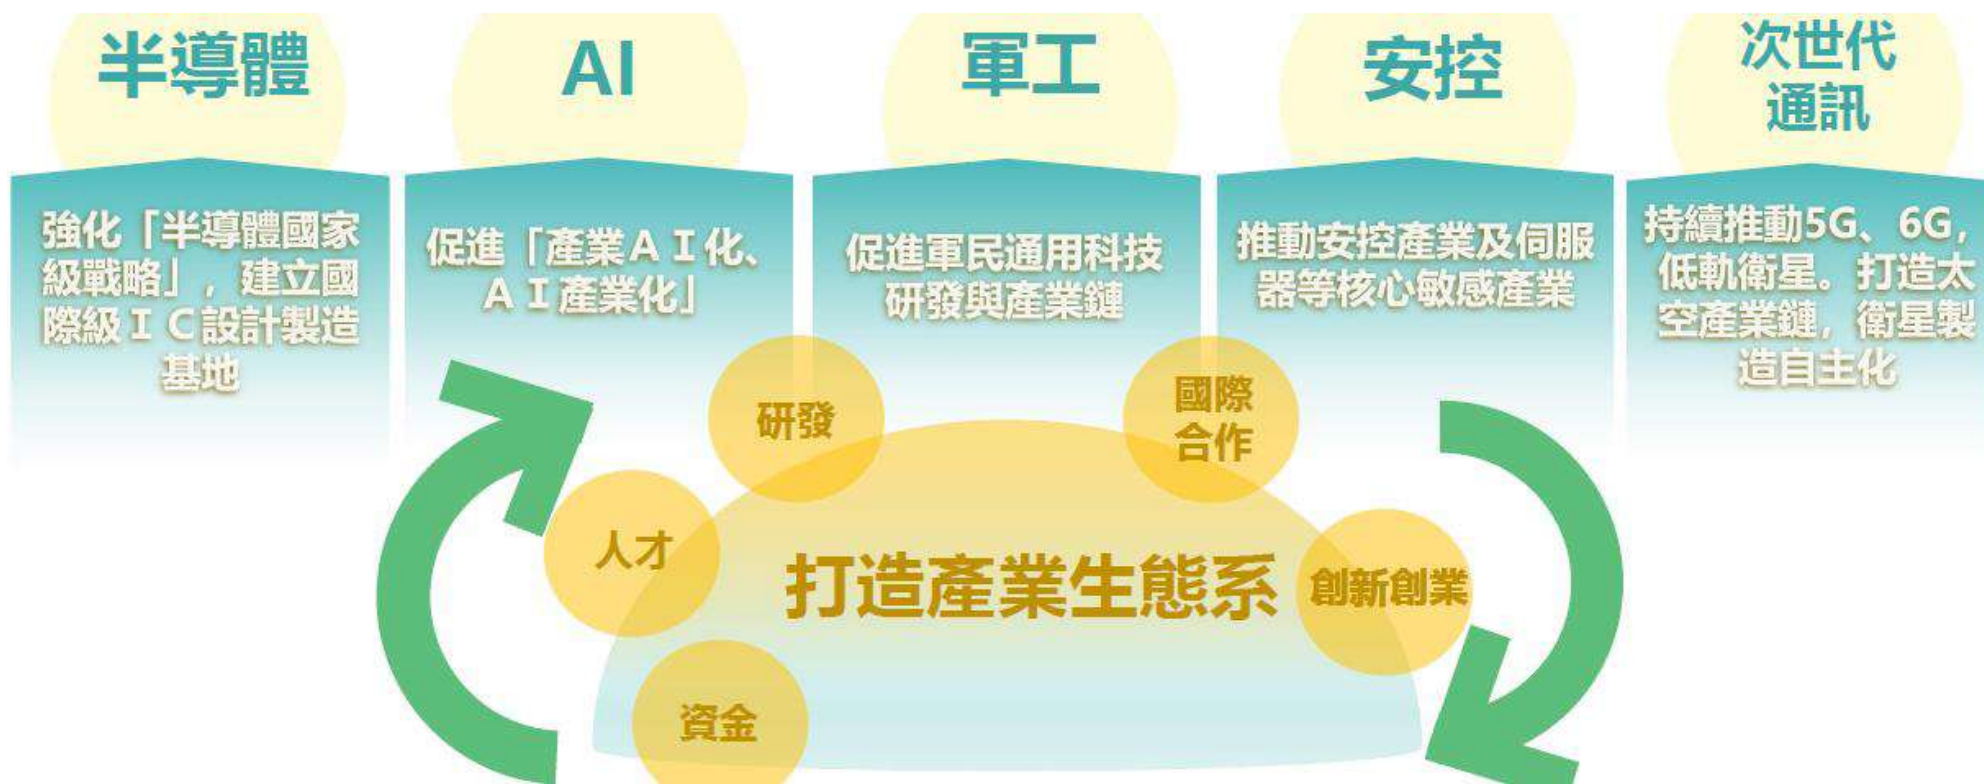 半導體
強化「半導體國家
級戰略」，建立國
際級ＩＣ設計製造
基地
AI
促進「產業ＡＩ化、
ＡＩ產業化」
軍工
促進軍民通用科技
研發與產業鏈
安控
推動安控產業及伺服
器等核心敏感產業
次世代
通訊
持續推動5G、6G，
低軌衛星。打造太
空產業鏈，衛星製
造自主化
研發
國際
合作
人才
打造產業生態系
創新創業
資金